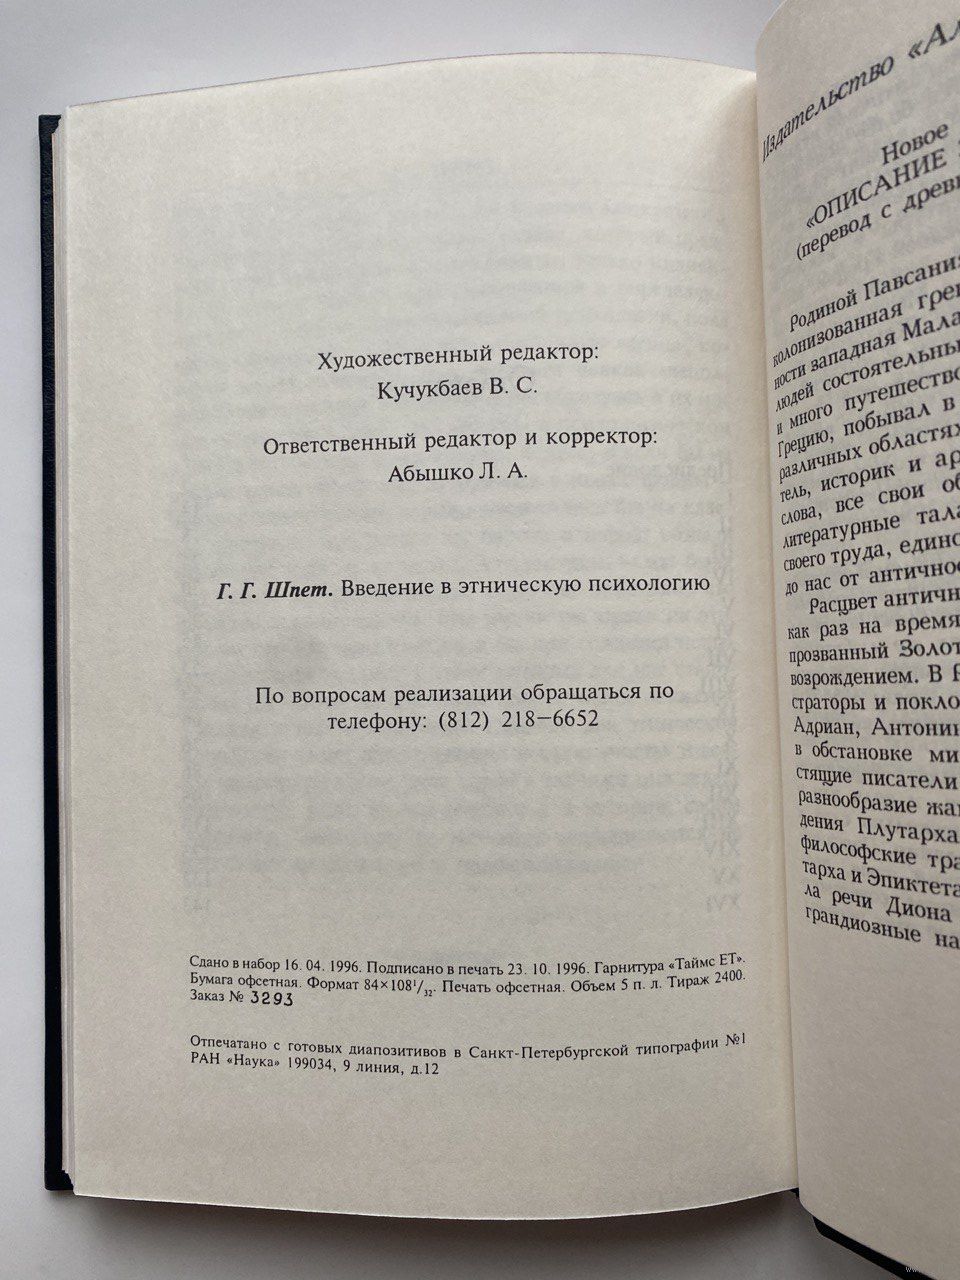 Художественный редактор:
Кучукбаев В. С.
Ответственный редактор и корректор:
Абышко Л. А.
Г. Г. Шпет. Введение в этническую психологию
По вопросам реализации обращаться по
телефону: (812) 218—6652
Сдано в набор 16. 04. 1996. Подписано в печать 23. 10. 1996. Гарнитура «Таймс ЕТ».
Бумага офсетная. Формат 84×108¹/₃₂. Печать офсетная. Объем 5 п. л. Тираж 2400.
Заказ № 3293
Отпечатано с готовых диапозитивов в Санкт-Петербургской типографии №1
РАН «Наука» 199034, 9 линия, д.12
Издательство «Ал
Новое
«ОПИСАНИЕ
(перевод с древн
Родиной Павсания
колонизованная гре
ности западная Мала
людей состоятельны
и много путешество
Грецию, побывал в
различных областях
тель, историк и ар
слова, все свои об
литературные тала
своего труда, едино
до нас от антично
Расцвет античн
как раз на время
прозванный Золот
возрождением. В
страторы и покло
Адриан, Антонин
в обстановке ми
стящие писатели
разнообразие жа
дения Плутарха
философские тра
тарха и Эпиктета
ла речи Диона
грандиозные на